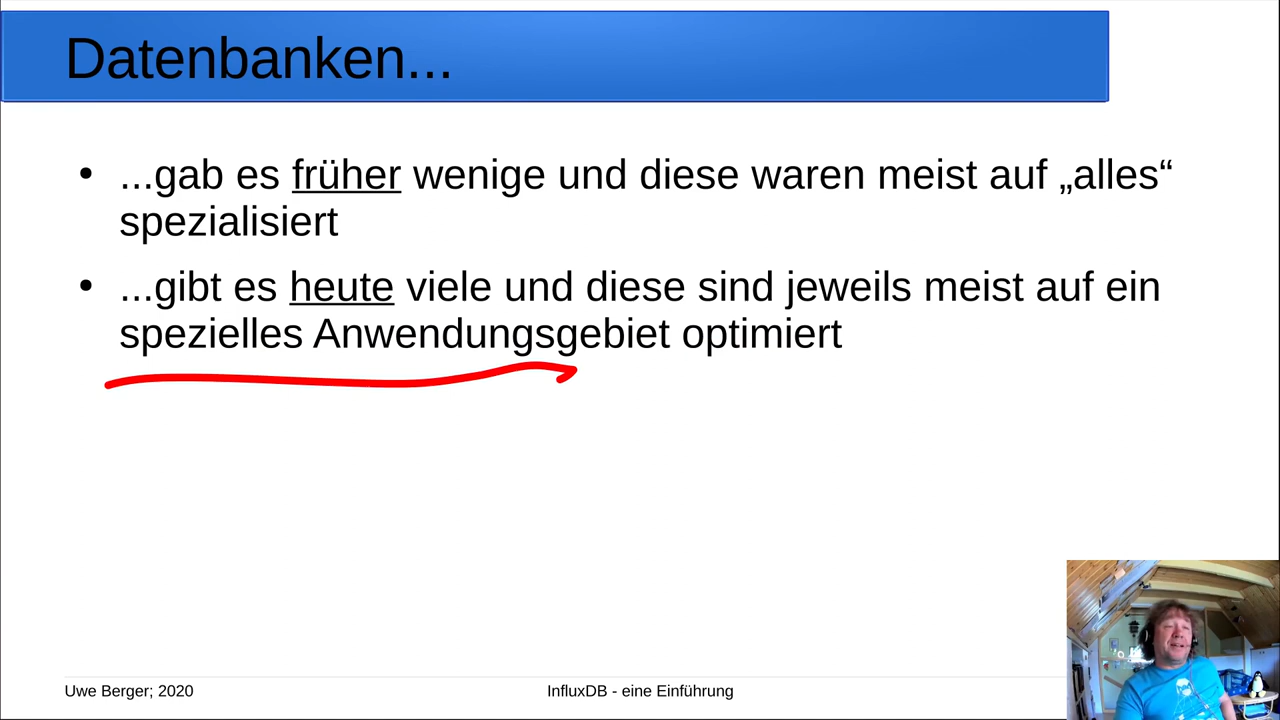 Datenbanken...
...gab es früher wenige und diese waren meist auf „alles“
spezialisiert
...gibt es heute viele und diese sind jeweils meist auf ein
spezielles Anwendungsgebiet optimiert
Uwe Berger; 2020
InfluxDB - eine Einführung